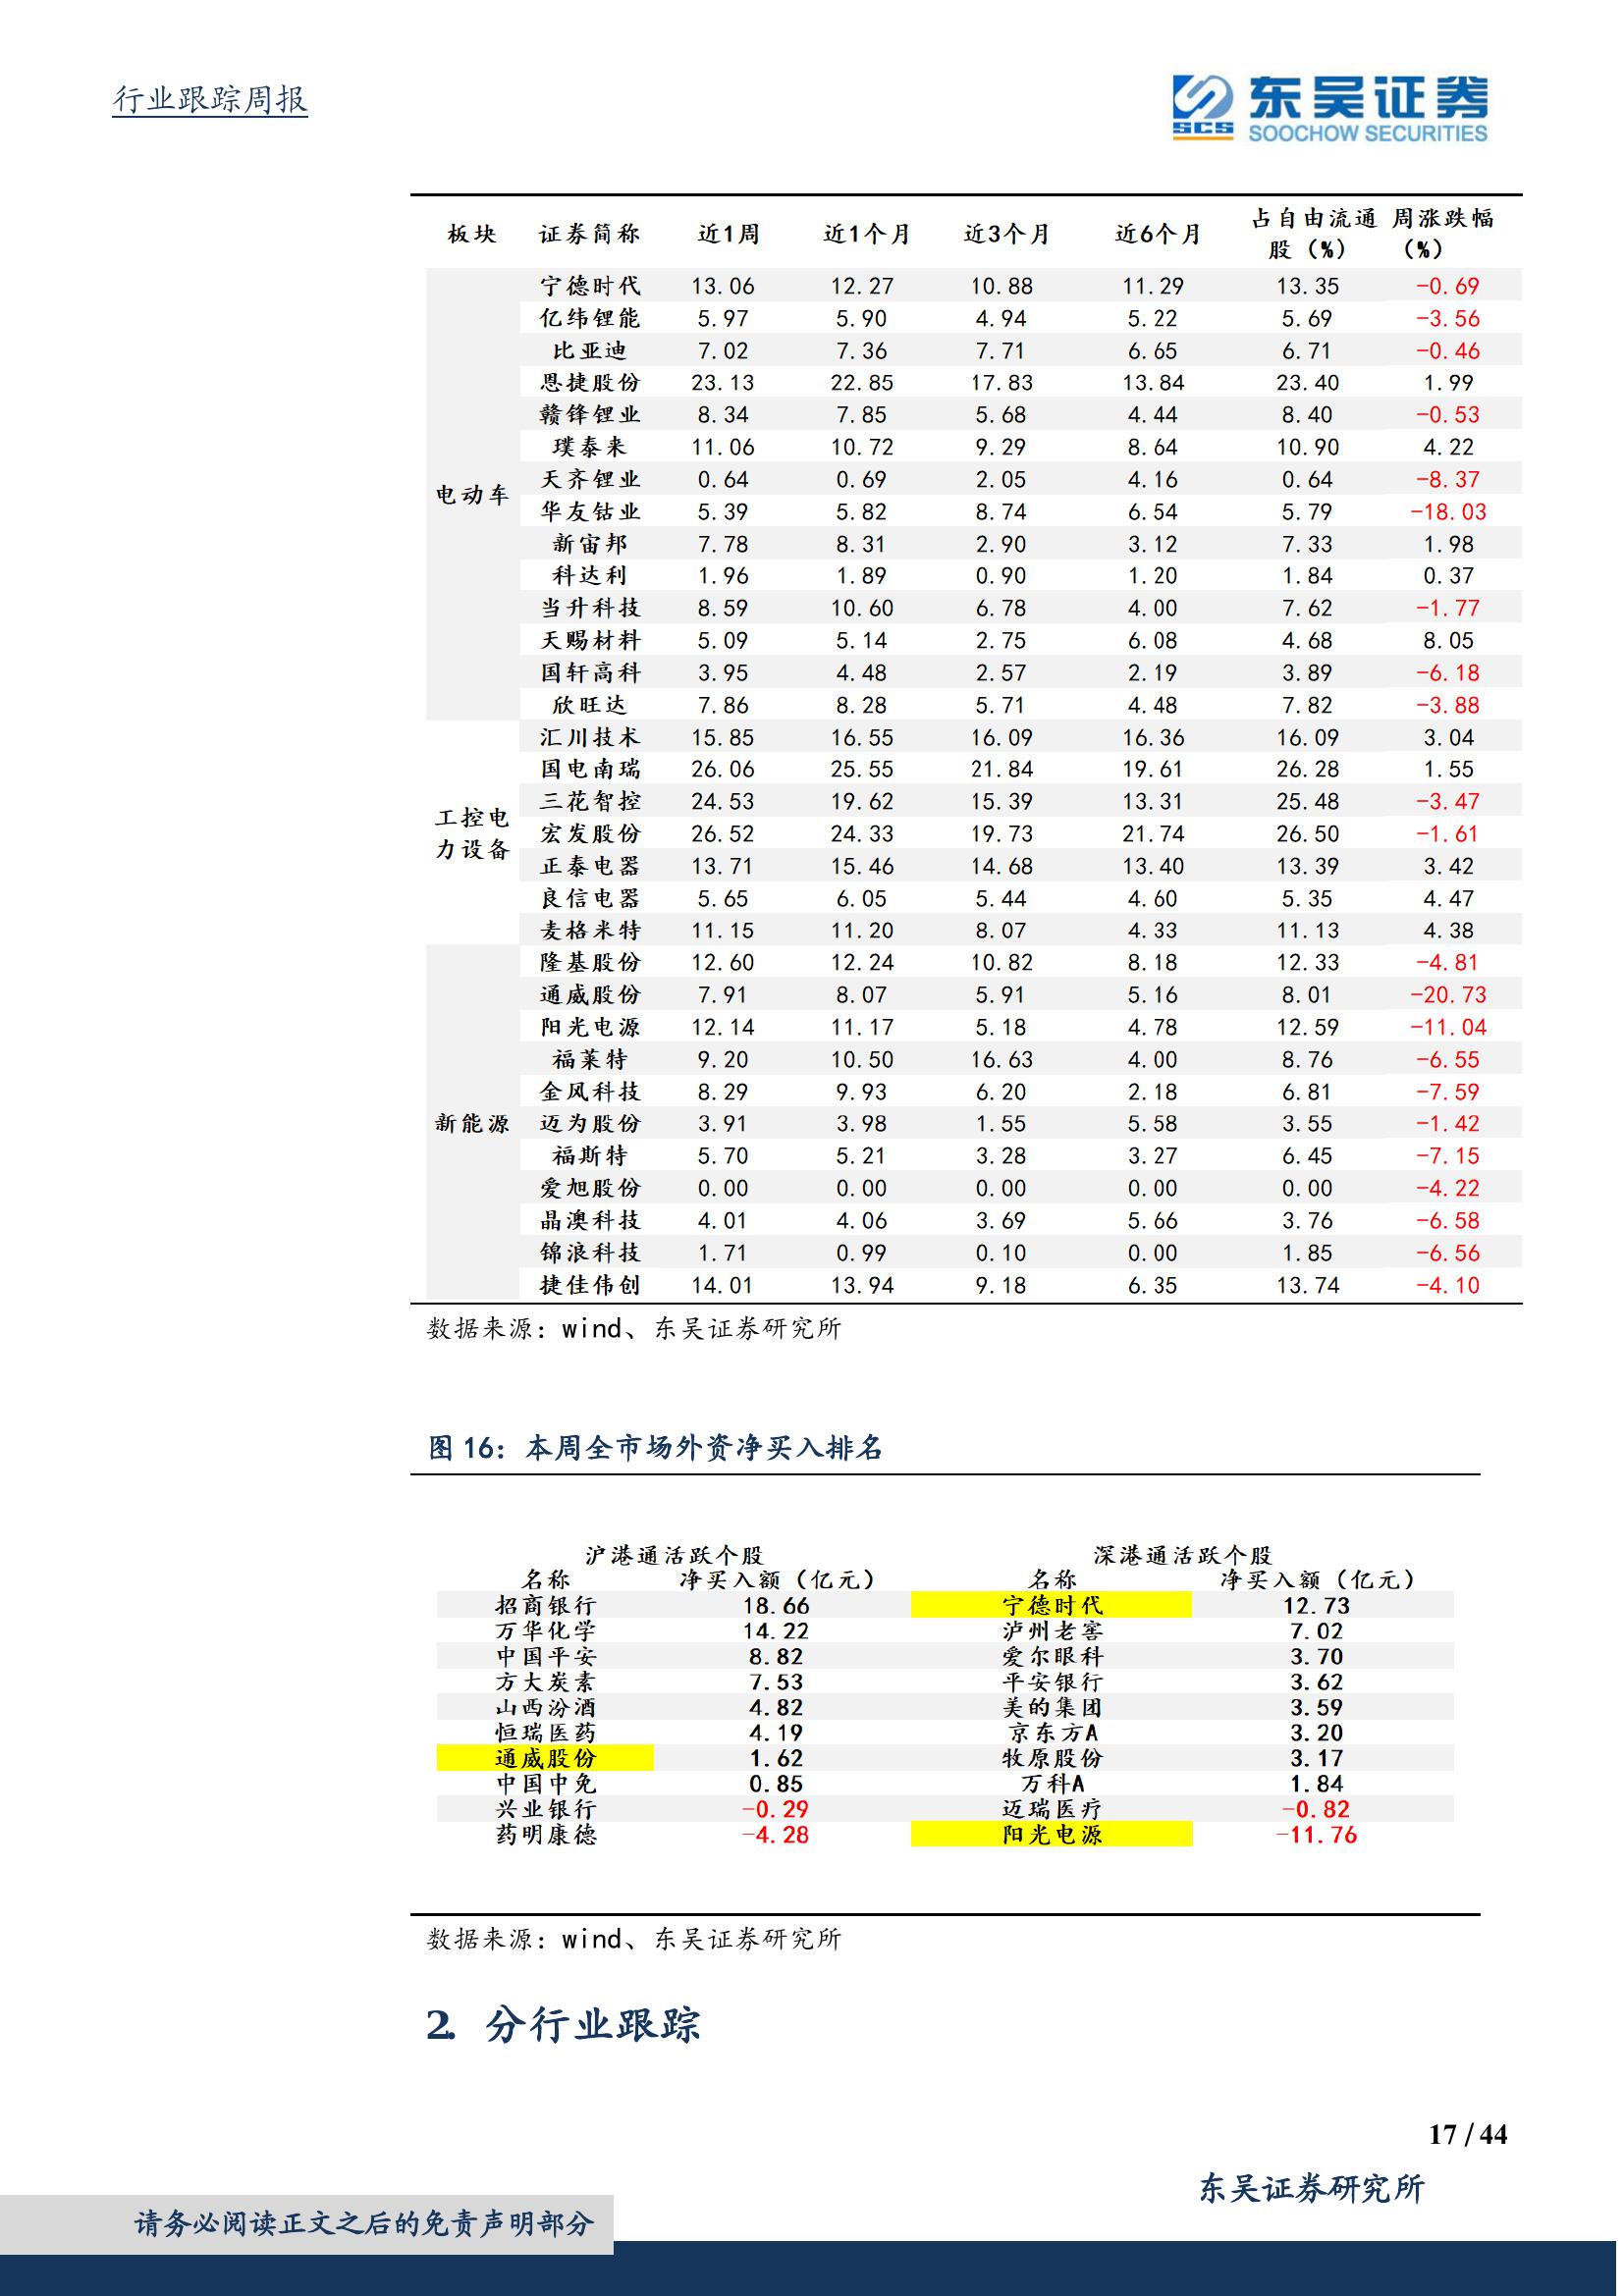 行业跟踪周报
SCS
东吴证券
SOOCHOW SECURITIES
板块 证券简称 近1周 近1个月 近3个月 近6个月 占自由流通股（%） 周涨跌幅（%）
电动车
宁德时代 13.06 12.27 10.88 11.29 13.35 -0.69
亿纬锂能 5.97 5.90 4.94 5.22 5.69 -3.56
比亚迪 7.02 7.36 7.71 6.65 6.71 -0.46
恩捷股份 23.13 22.85 17.83 13.84 23.40 1.99
赣锋锂业 8.34 7.85 5.68 4.44 8.40 -0.53
璞泰来 11.06 10.72 9.29 8.64 10.90 4.22
天齐锂业 0.64 0.69 2.05 4.16 0.64 -8.37
华友钴业 5.39 5.82 8.74 6.54 5.79 -18.03
新宙邦 7.78 8.31 2.90 3.12 7.33 1.98
科达利 1.96 1.89 0.90 1.20 1.84 0.37
当升科技 8.59 10.60 6.78 4.00 7.62 -1.77
天赐材料 5.09 5.14 2.75 6.08 4.68 8.05
国轩高科 3.95 4.48 2.57 2.19 3.89 -6.18
欣旺达 7.86 8.28 5.71 4.48 7.82 -3.88
工控电力设备
汇川技术 15.85 16.55 16.09 16.36 16.09 3.04
国电南瑞 26.06 25.55 21.84 19.61 26.28 1.55
三花智控 24.53 19.62 15.39 13.31 25.48 -3.47
宏发股份 26.52 24.33 19.73 21.74 26.50 -1.61
正泰电器 13.71 15.46 14.68 13.40 13.39 3.42
良信电器 5.65 6.05 5.44 4.60 5.35 4.47
麦格米特 11.15 11.20 8.07 4.33 11.13 4.38
新能源
隆基股份 12.60 12.24 10.82 8.18 12.33 -4.81
通威股份 7.91 8.07 5.91 5.16 8.01 -20.73
阳光电源 12.14 11.17 5.18 4.78 12.59 -11.04
福莱特 9.20 10.50 16.63 4.00 8.76 -6.55
金风科技 8.29 9.93 6.20 2.18 6.81 -7.59
迈为股份 3.91 3.98 1.55 5.58 3.55 -1.42
福斯特 5.70 5.21 3.28 3.27 6.45 -7.15
爱旭股份 0.00 0.00 0.00 0.00 0.00 -4.22
晶澳科技 4.01 4.06 3.69 5.66 3.76 -6.58
锦浪科技 1.71 0.99 0.10 0.00 1.85 -6.56
捷佳伟创 14.01 13.94 9.18 6.35 13.74 -4.10
数据来源：wind、东吴证券研究所
图 16：本周全市场外资净买入排名
沪港通活跃个股 深港通活跃个股
名称 净买入额（亿元） 名称 净买入额（亿元）
招商银行 18.66 宁德时代 12.73
万华化学 14.22 泸州老窖 7.02
中国平安 8.82 爱尔眼科 3.70
方大炭素 7.53 平安银行 3.62
山西汾酒 4.82 美的集团 3.59
恒瑞医药 4.19 京东方A 3.20
通威股份 1.62 牧原股份 3.17
中国中免 0.85 万科A 1.84
兴业银行 -0.29 迈瑞医疗 -0.82
药明康德 -4.28 阳光电源 -11.76
数据来源：wind、东吴证券研究所
2. 分行业跟踪
17 / 44
东吴证券研究所
请务必阅读正文之后的免责声明部分